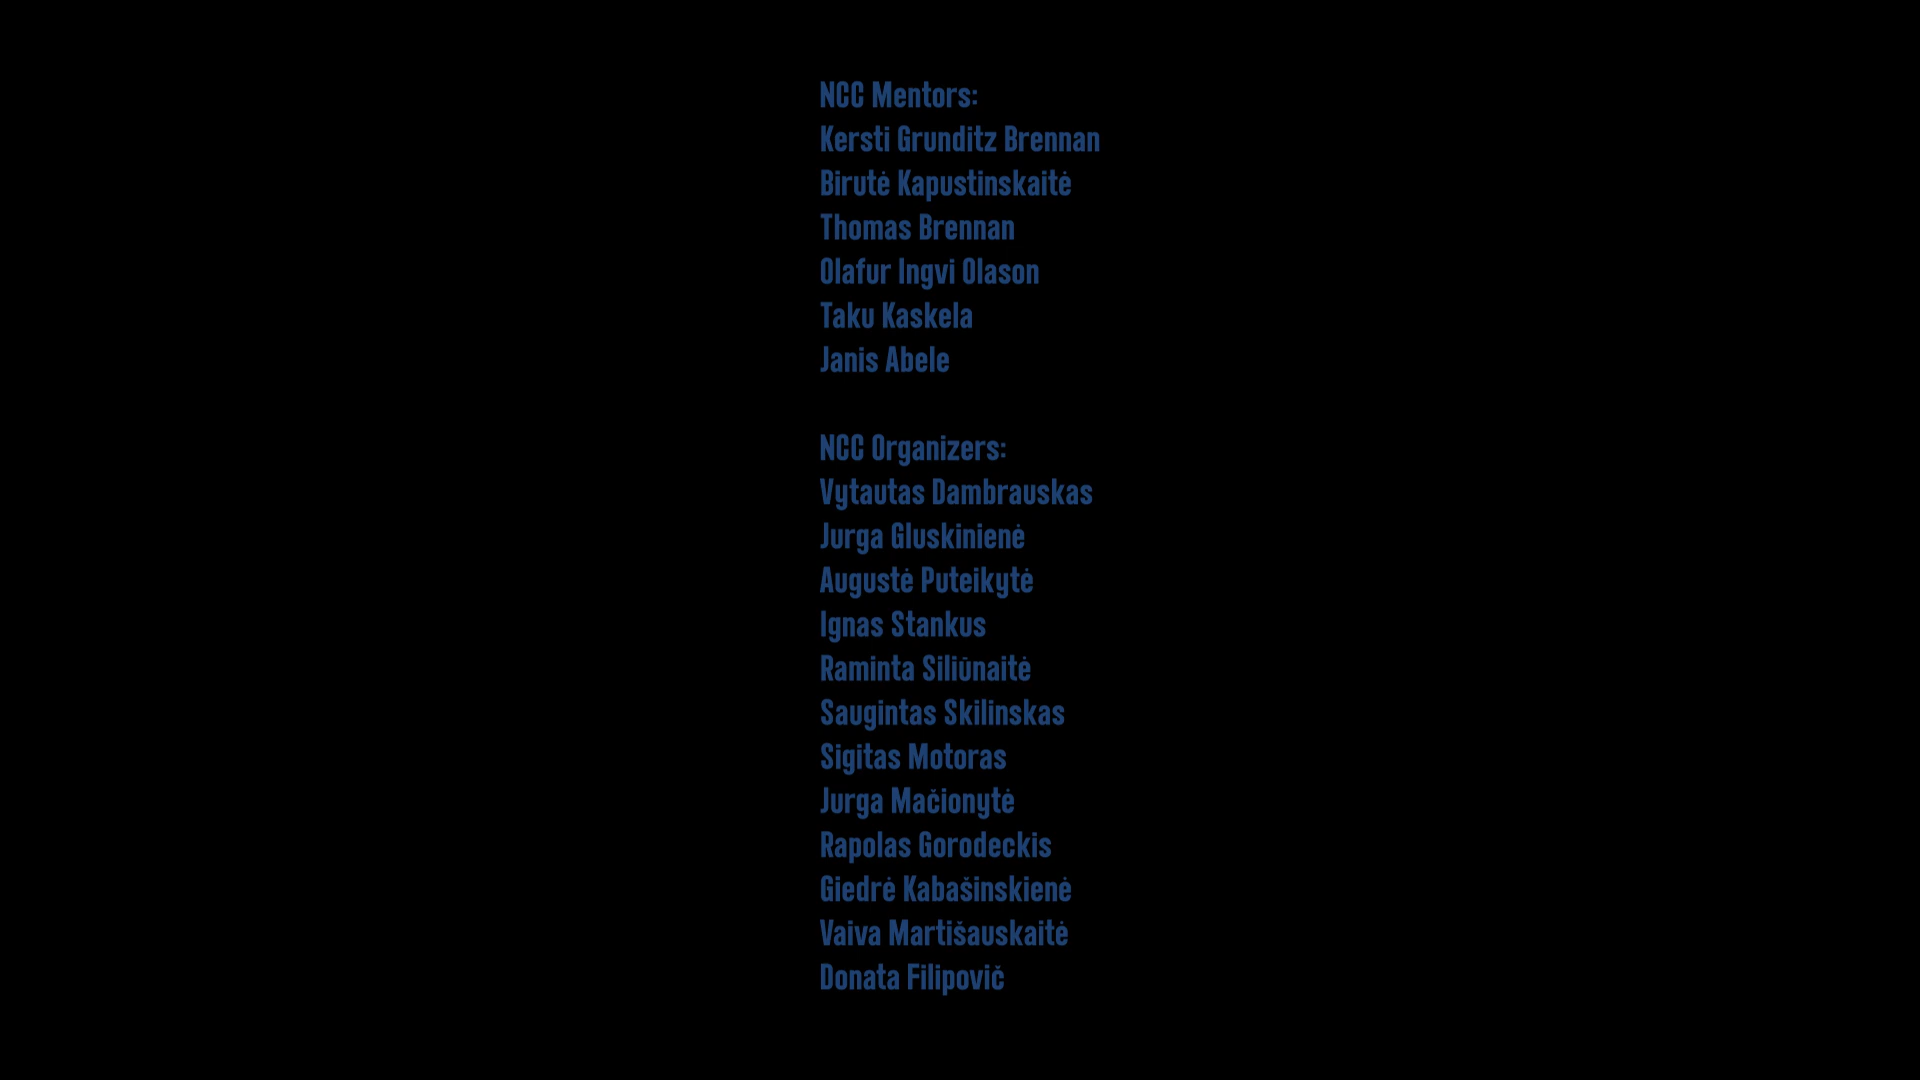 NCC Mentors:
Kersti Grunditz Brennan
Birutė Kapustinskaitė
Thomas Brennan
Olafur Ingvi Olason
Taku Kaskela
Janis Abele
NCC Organizers:
Vytautas Dambrauskas
Jurga Gluskinienė
Augustė Puteikytė
Ignas Stankus
Raminta Siliūnaitė
Saugintas Skilinskas
Sigitas Motoras
Jurga Mačionytė
Rapolas Gorodeckis
Giedrė Kabašinskienė
Vaiva Martišauskaitė
Donata Filipovič